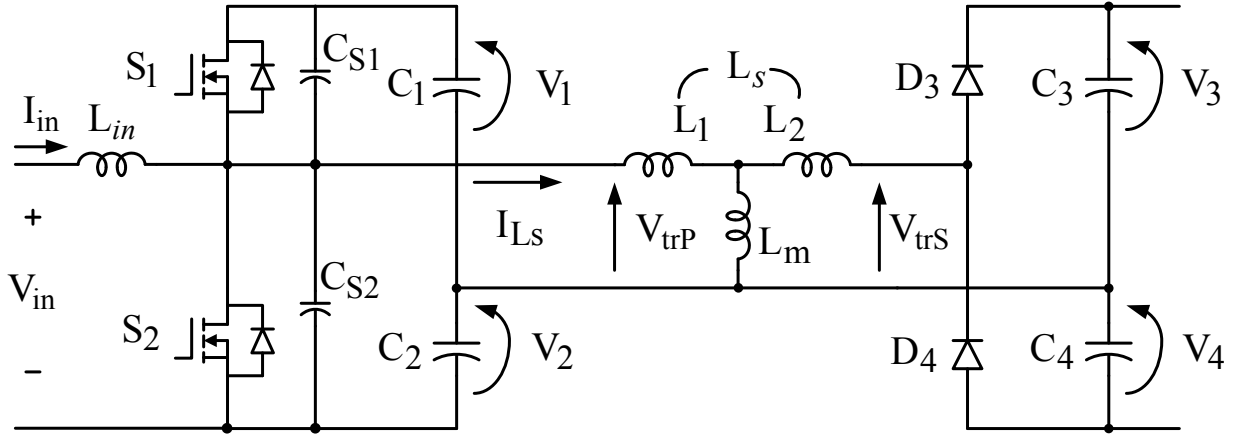 S1
CS1
C1
V1
Ls
L1
L2
D3
C3
V3
Iin
Lin
ILs
VtrP
Lm
VtrS
+
Vin
−
S2
CS2
C2
V2
D4
C4
V4